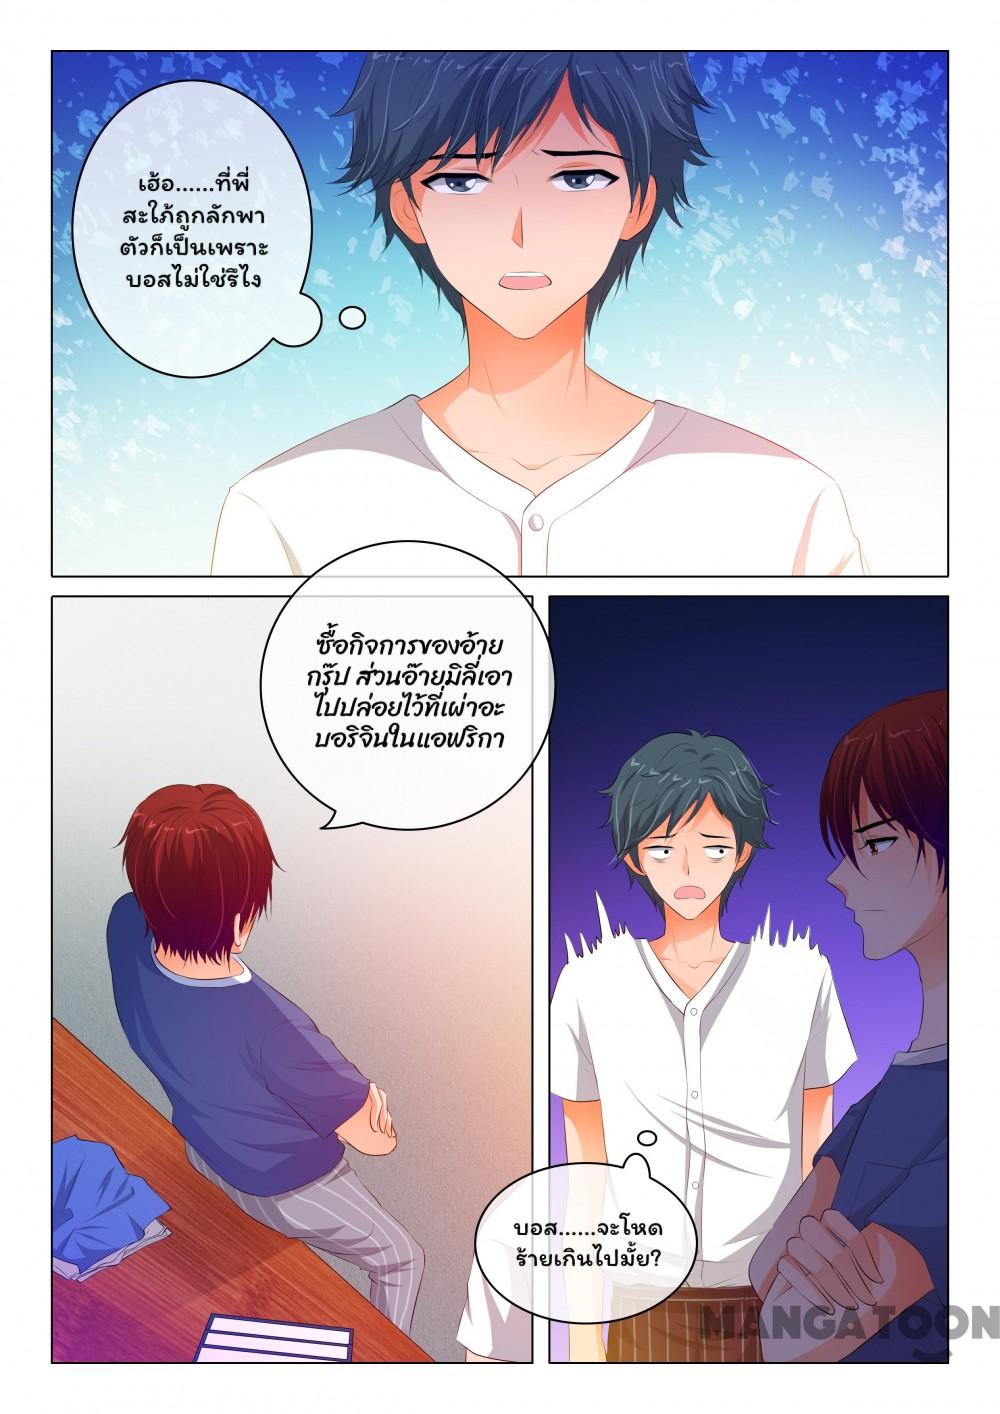 เฮ้อ......ที่พี่
สะใภ้ถูกลักพา
ตัวก็เป็นเพราะ
บอสไม่ใช่รึไง
ซื้อกิจการของอ้าย
กรุ๊ป ส่วนอ๊ายมิลี่เอา
ไปปล่อยไว้ที่เผ่าอะ
บอริจินในแอฟริกา
บอส......จะโหด
ร้ายเกินไปมั้ย?
MANGATOON